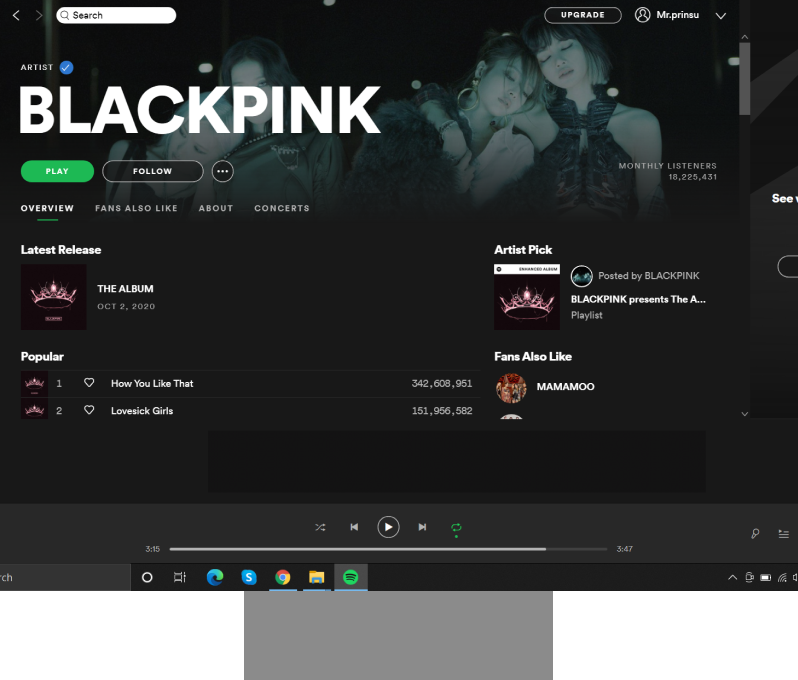 Search
UPGRADE
Mr.prinsu
ARTIST
BLACKPINK
PLAY
FOLLOW
MONTHLY LISTENERS
18,225,431
See
OVERVIEW FANS ALSO LIKE ABOUT CONCERTS
Latest Release
THE ALBUM
OCT 2, 2020
Artist Pick
ENHANCED ALBUM
Posted by BLACKPINK
BLACKPINK presents The A...
Playlist
Popular
1 How You Like That 342,608,951
2 Lovesick Girls 151,956,582
Fans Also Like
MAMAMOO
3:15
3:47
rch